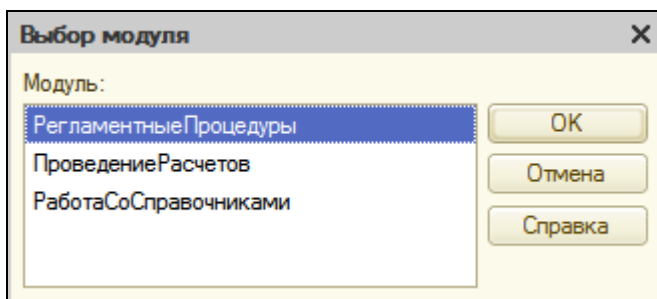 Выбор модуля
Модуль:
РегламентныеПроцедуры
ПроведениеРасчетов
РаботаСоСправочниками
OK
Отмена
Справка